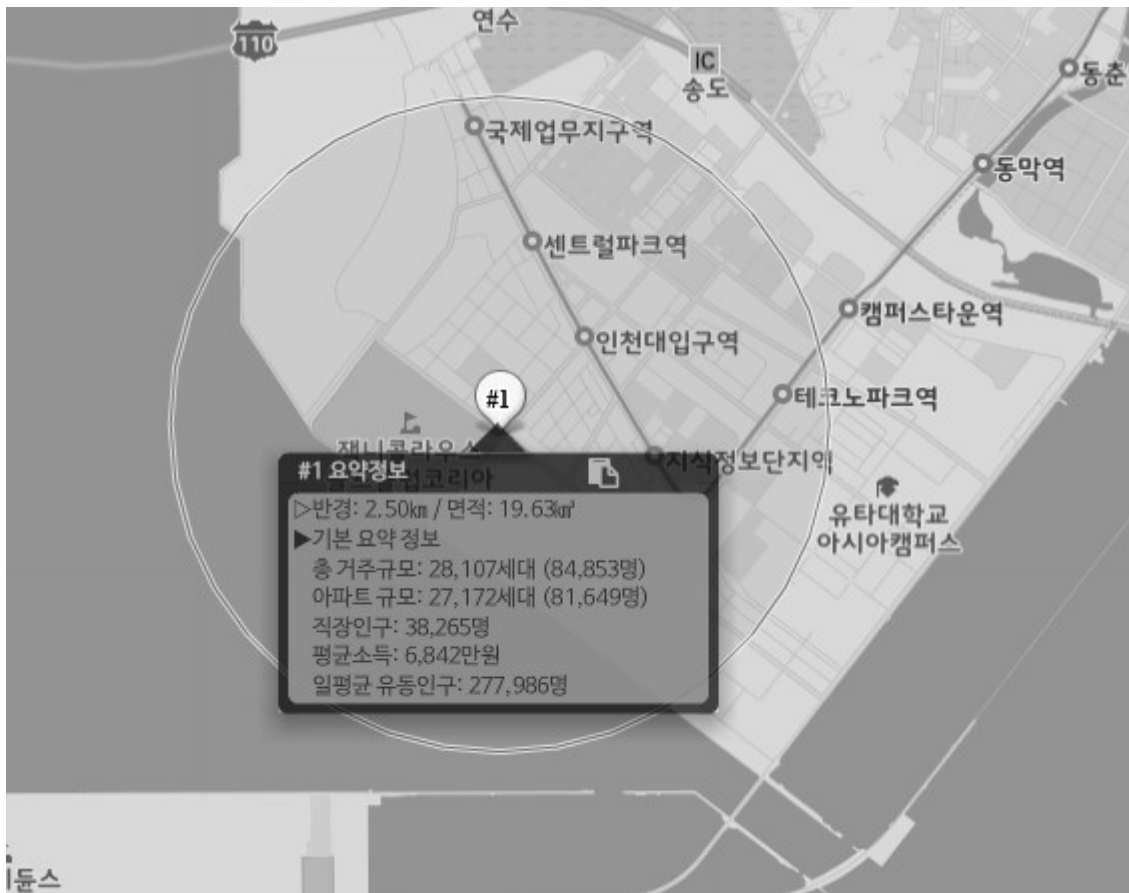 연수
110
IC
송도
동춘
국제업무지구역
동막역
센트럴파크역
캠퍼스타운역
인천대입구역
테크노파크역
#1
잭니클라우스
지식정보단지역
#1 요약정보
유타대학교
아시아캠퍼스
▷반경: 2.50㎞ / 면적: 19.63㎢
▶기본 요약 정보
총 거주규모: 28,107세대 (84,853명)
아파트 규모: 27,172세대 (81,649명)
직장인구: 38,265명
평균소득: 6,842만원
일평균 유동인구: 277,986명